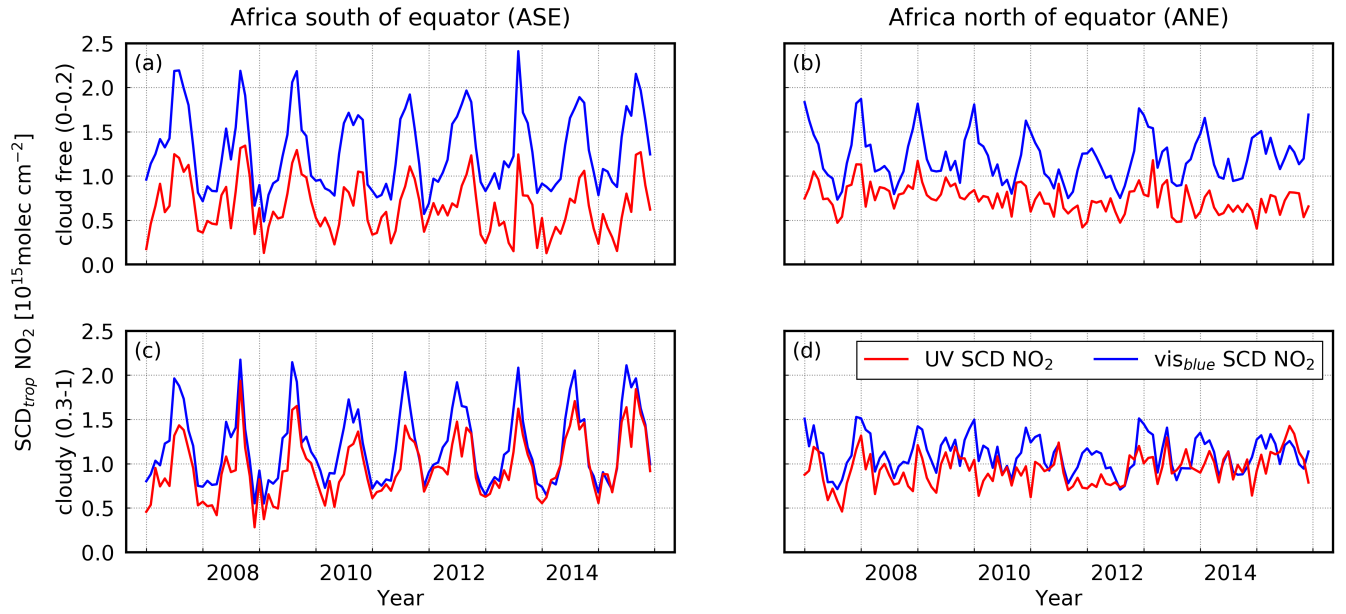 Africa south of equator (ASE)
Africa north of equator (ANE)
SCD_trop NO₂ [10¹⁵molec cm⁻²]
cloud free (0-0.2)
2.5
2.0
1.5
1.0
0.5
0.0
(a)
(b)
cloudy (0.3-1)
2.5
2.0
1.5
1.0
0.5
0.0
(c)
(d)
UV SCD NO₂
vis_blue SCD NO₂
2008 2010 2012 2014
2008 2010 2012 2014
Year
Year